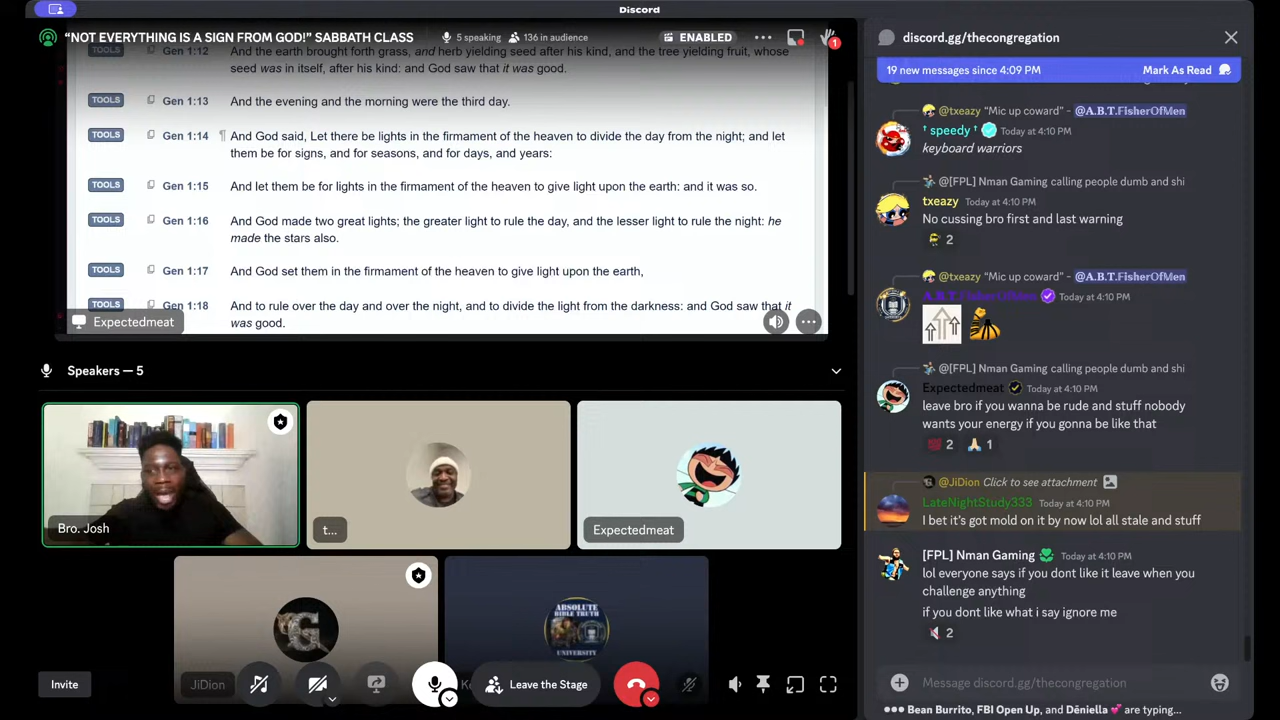 Discord
“NOT EVERYTHING IS A SIGN FROM GOD!” SABBATH CLASS
5 speaking
136 in audience
ENABLED
1
Gen 1:12
And the earth brought forth grass, and herb yielding seed after his kind, and the tree yielding fruit, whose
seed was in itself, after his kind: and God saw that it was good.
TOOLS
TOOLS
Gen 1:13
And the evening and the morning were the third day.
TOOLS
Gen 1:14
¶ And God said, Let there be lights in the firmament of the heaven to divide the day from the night; and let
them be for signs, and for seasons, and for days, and years:
TOOLS
Gen 1:15
And let them be for lights in the firmament of the heaven to give light upon the earth: and it was so.
TOOLS
Gen 1:16
And God made two great lights; the greater light to rule the day, and the lesser light to rule the night: he
made the stars also.
TOOLS
Gen 1:17
And God set them in the firmament of the heaven to give light upon the earth,
TOOLS
Gen 1:18
And to rule over the day and over the night, and to divide the light from the darkness: and God saw that it
was good.
Expectedmeat
Speakers — 5
Bro. Josh
t...
Expectedmeat
G
JiDion
ABSOLUTE
BIBLE TRUTH
UNIVERSITY
Invite
Leave the Stage
discord.gg/thecongregation
19 new messages since 4:09 PM
Mark As Read
@txeazy "Mic up coward" - @A.B.T.FisherOfMen
† speedy † Today at 4:10 PM
keyboard warriors
@[FPL] Nman Gaming calling people dumb and shi
txeazy Today at 4:10 PM
No cussing bro first and last warning
2
@txeazy "Mic up coward" - @A.B.T.FisherOfMen
A.B.T.FisherOfMen Today at 4:10 PM
@[FPL] Nman Gaming calling people dumb and shi
Expectedmeat Today at 4:10 PM
leave bro if you wanna be rude and stuff nobody
wants your energy if you gonna be like that
2
1
@JiDion Click to see attachment
LateNightStudy333 Today at 4:10 PM
I bet it's got mold on it by now lol all stale and stuff
[FPL] Nman Gaming Today at 4:10 PM
lol everyone says if you dont like it leave when you
challenge anything
if you dont like what i say ignore me
2
Message discord.gg/thecongregation
Bean Burrito, FBI Open Up, and Dêniella are typing...